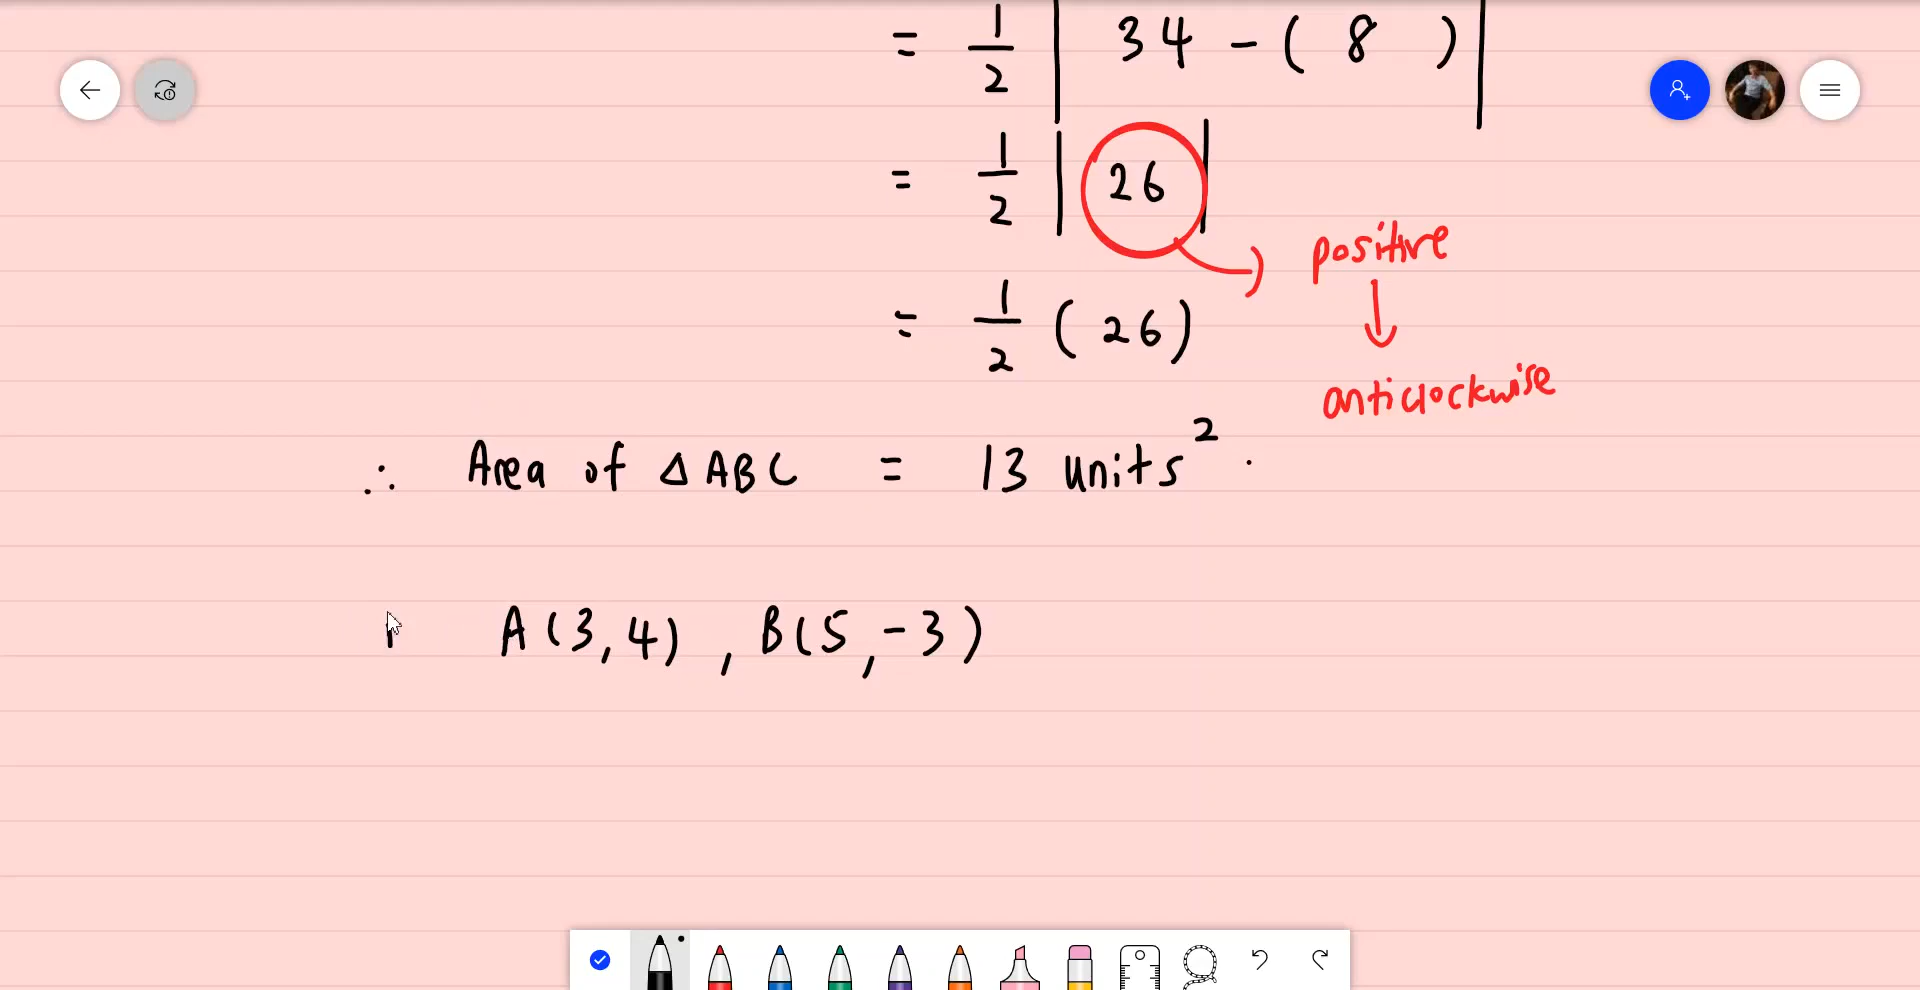 = 1/2 | 34 - ( 8 ) |
= 1/2 | 26 |
positive
= 1/2 ( 26 )
anticlockwise
∴ Area of △ ABC = 13 units² .
A ( 3 , 4 ) , B ( 5 , - 3 )